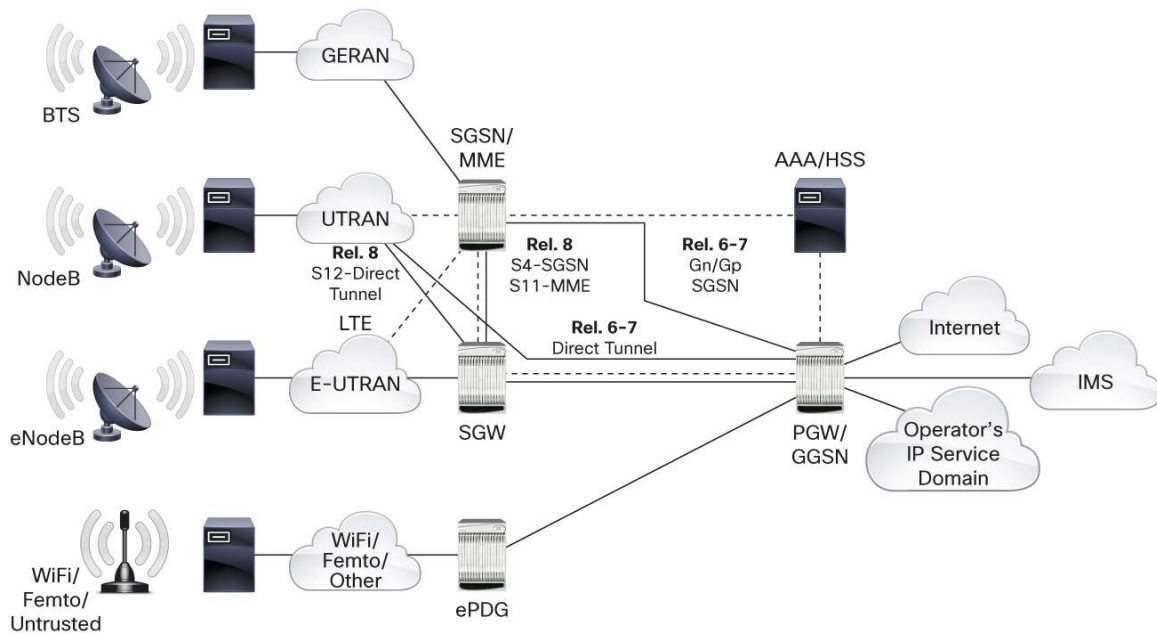 GERAN
BTS
SGSN/
MME
AAA/HSS
UTRAN
Rel. 8
S12-Direct
Tunnel
Rel. 8
S4-SGSN
S11-MME
Rel. 6-7
Gn/Gp
SGSN
NodeB
LTE
Rel. 6-7
Direct Tunnel
Internet
E-UTRAN
IMS
eNodeB
SGW
PGW/
GGSN
Operator's
IP Service
Domain
WiFi/
Femto/
Other
WiFi/
Femto/
Untrusted
ePDG